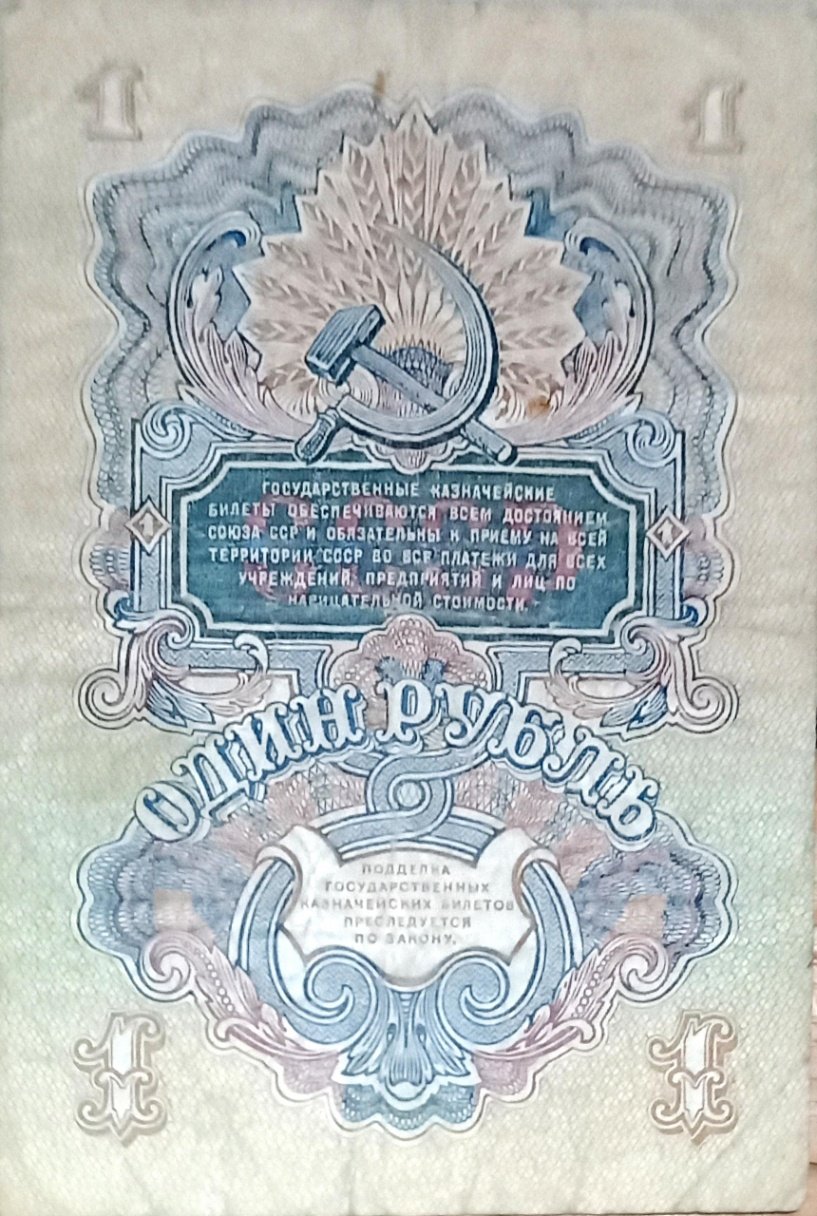 1 1
ГОСУДАРСТВЕННЫЕ КАЗНАЧЕЙСКИЕ
БИЛЕТЫ ОБЕСПЕЧИВАЮТСЯ ВСЕМ ДОСТОЯНИЕМ
СОЮЗА ССР И ОБЯЗАТЕЛЬНЫ К ПРИЕМУ НА ВСЕЙ
1 1
ТЕРРИТОРИИ СССР ВО ВСЕ ПЛАТЕЖИ ДЛЯ ВСЕХ
УЧРЕЖДЕНИЙ, ПРЕДПРИЯТИЙ И ЛИЦ ПО
НАРИЦАТЕЛЬНОЙ СТОИМОСТИ.
ОДИН РУБЛЬ
ПОДДЕЛКА
ГОСУДАРСТВЕННЫХ
КАЗНАЧЕЙСКИХ БИЛЕТОВ
ПРЕСЛЕДУЕТСЯ
ПО ЗАКОНУ.
1 1